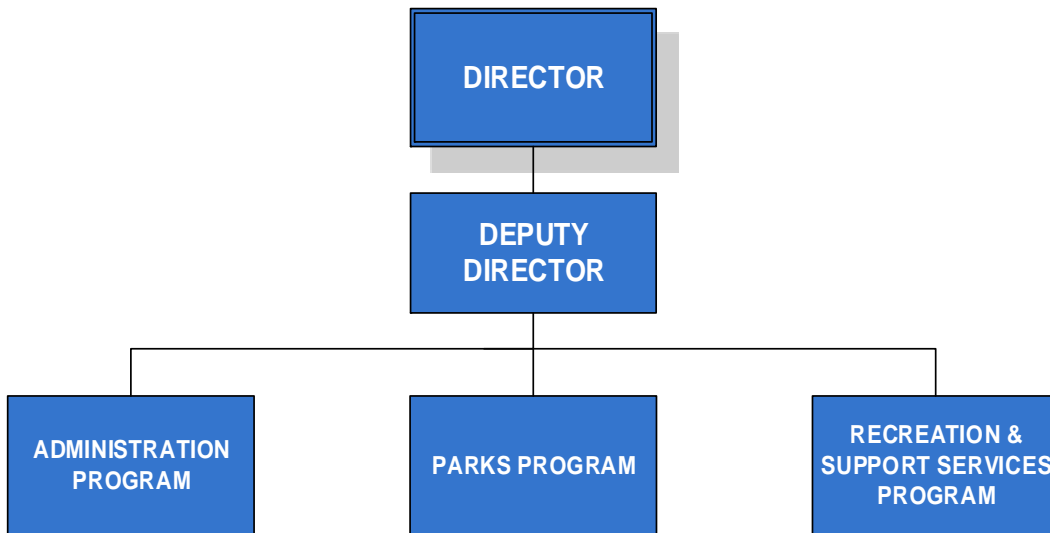 DIRECTOR
DEPUTY
DIRECTOR
ADMINISTRATION
PROGRAM
PARKS PROGRAM
RECREATION &
SUPPORT SERVICES
PROGRAM